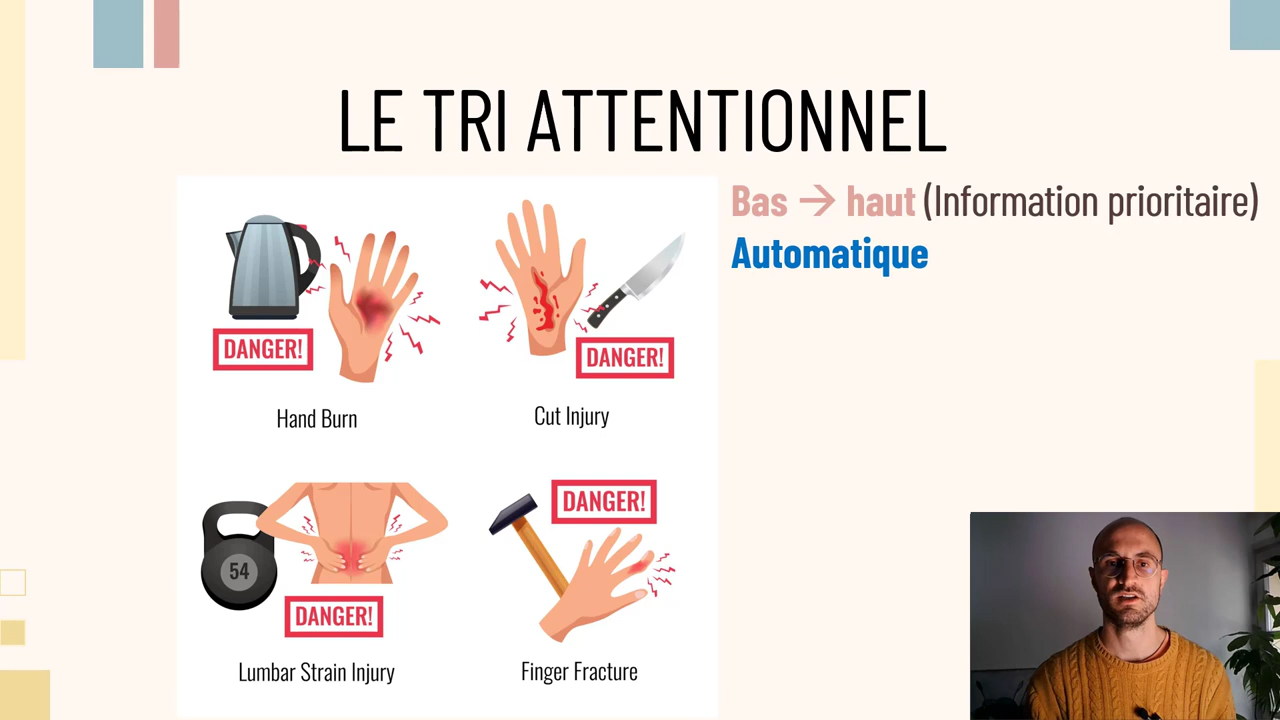 LE TRI ATTENTIONNEL
Bas → haut (Information prioritaire)
Automatique
DANGER!
Hand Burn
DANGER!
Cut Injury
54
DANGER!
Lumbar Strain Injury
DANGER!
Finger Fracture